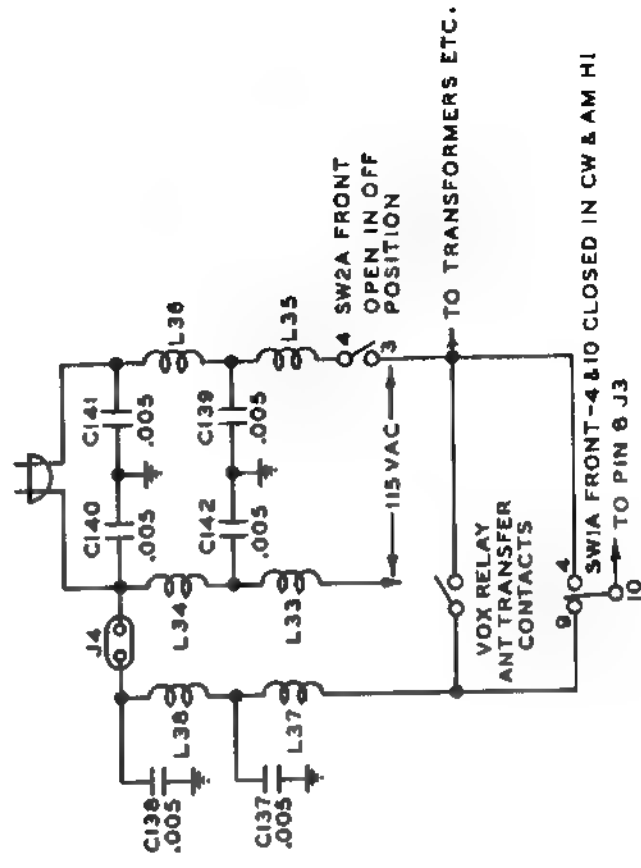 J4
C140
.005
C141
.005
C138
.005
L38
L34
L36
C142
.005
C139
.005
C137
.005
L37
L33
L35
4 SW2A FRONT
3 OPEN IN OFF
POSITION
115VAC
TO TRANSFORMERS ETC.
VOX RELAY
ANT TRANSFER
CONTACTS
9
4
SW1A FRONT-4 & 10 CLOSED IN CW & AM HI
TO PIN 8 J3
10